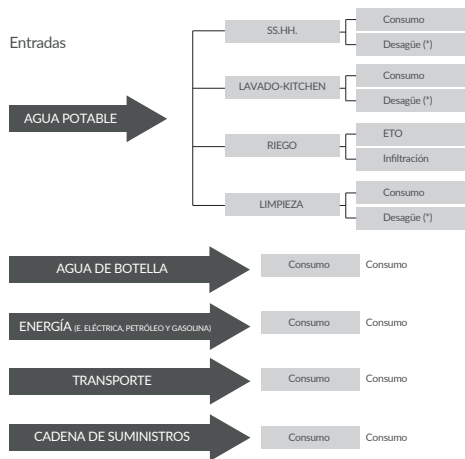 Entradas
AGUA POTABLE
SS.HH.
Consumo
Desagüe (*)
LAVADO-KITCHEN
Consumo
Desagüe (*)
RIEGO
ETO
Infiltración
LIMPIEZA
Consumo
Desagüe (*)
AGUA DE BOTELLA
Consumo
Consumo
ENERGÍA (E. ELÉCTRICA, PETRÓLEO Y GASOLINA)
Consumo
Consumo
TRANSPORTE
Consumo
Consumo
CADENA DE SUMINISTROS
Consumo
Consumo